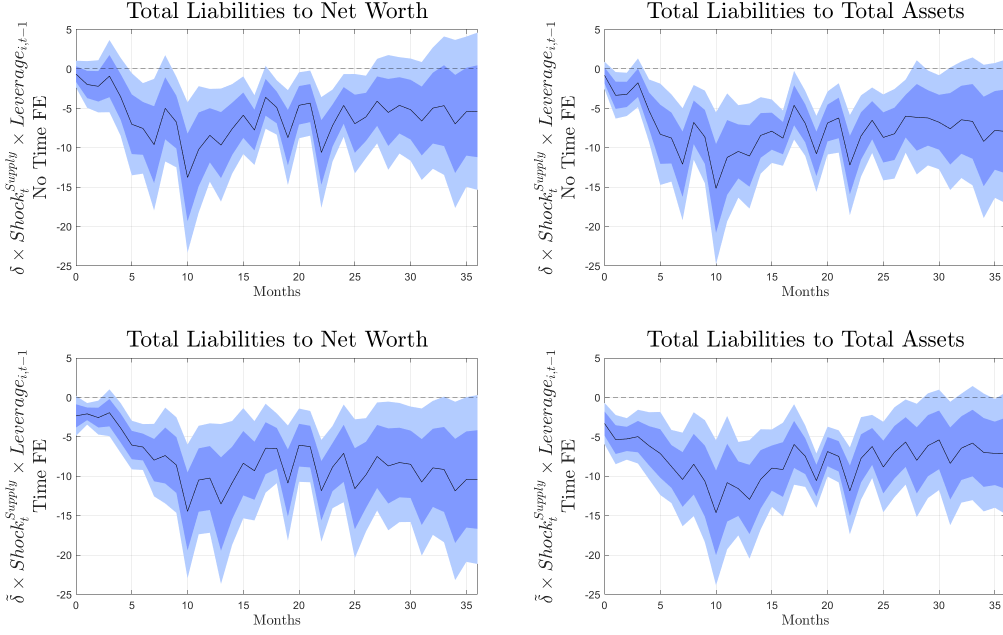 Total Liabilities to Net Worth
δ × Shock_t^{Supply} × Leverage_{i,t−1}
No Time FE
5
0
-5
-10
-15
-20
-25
0 5 10 15 20 25 30 35
Months
Total Liabilities to Total Assets
δ × Shock_t^{Supply} × Leverage_{i,t−1}
No Time FE
5
0
-5
-10
-15
-20
-25
0 5 10 15 20 25 30 35
Months
Total Liabilities to Net Worth
δ̃ × Shock_t^{Supply} × Leverage_{i,t−1}
Time FE
5
0
-5
-10
-15
-20
-25
0 5 10 15 20 25 30 35
Months
Total Liabilities to Total Assets
δ̃ × Shock_t^{Supply} × Leverage_{i,t−1}
Time FE
5
0
-5
-10
-15
-20
-25
0 5 10 15 20 25 30 35
Months